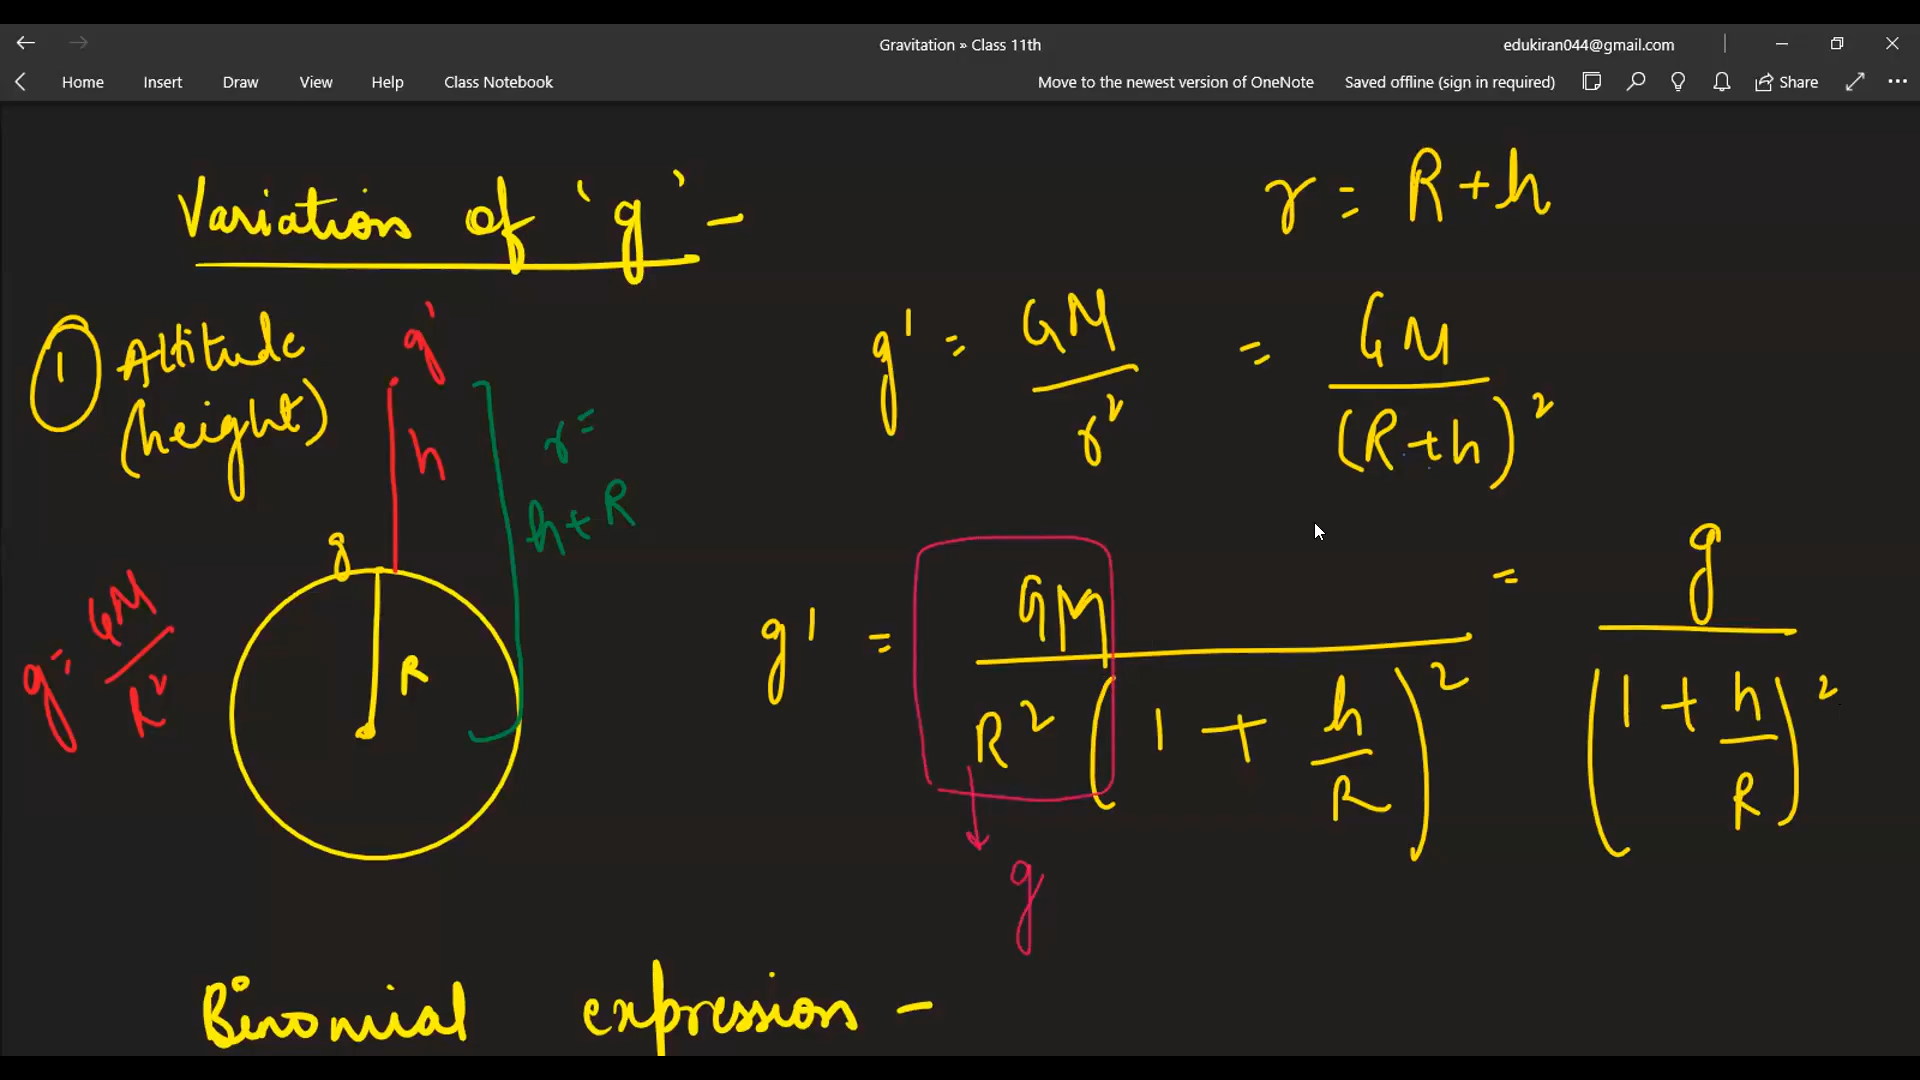 Gravitation » Class 11th
edukiran044@gmail.com
Home Insert Draw View Help Class Notebook
Move to the newest version of OneNote Saved offline (sign in required) Share
Variations of 'g' -
r = R + h
1 Altitude
(height)
g'
h
r =
h + R
g' = GM / r² = GM / (R + h)²
g
R
g = GM / R²
g' = GM / R² (1 + h/R)² = g / (1 + h/R)²
g
Binomial expression -